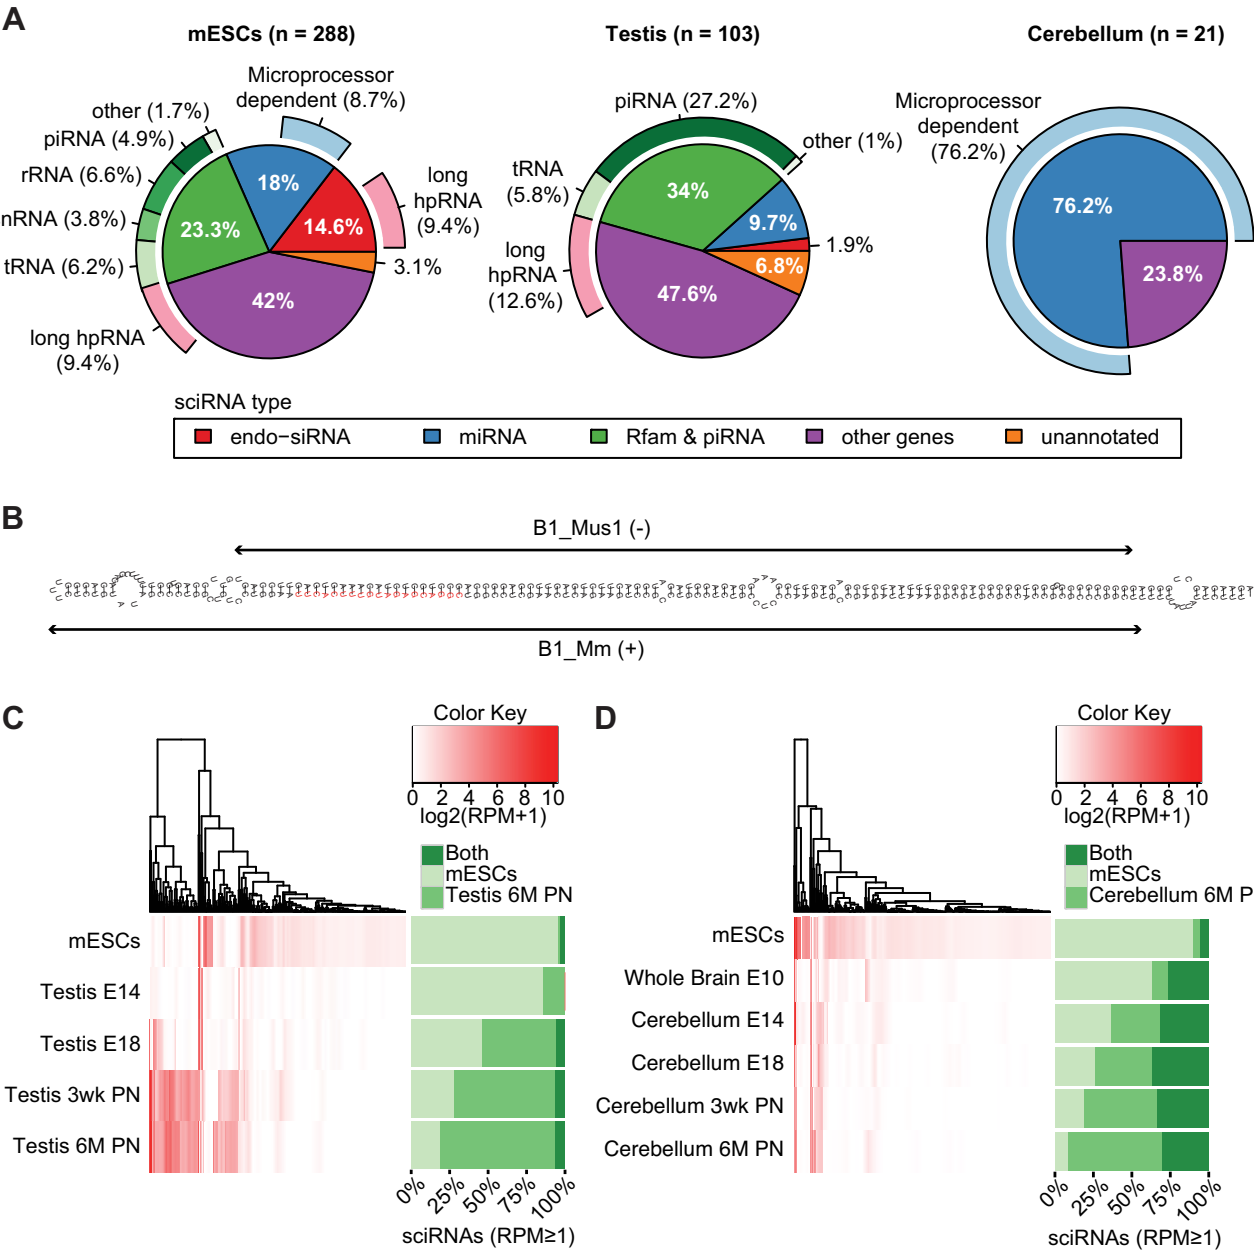 A
mESCs (n = 288)
Testis (n = 103)
Cerebellum (n = 21)
Microprocessor
dependent (8.7%)
other (1.7%)
piRNA (4.9%)
rRNA (6.6%)
nRNA (3.8%)
tRNA (6.2%)
long hpRNA
(9.4%)
long
hpRNA
(9.4%)
18%
14.6%
23.3%
42%
3.1%
piRNA (27.2%)
other (1%)
tRNA
(5.8%)
long
hpRNA
(12.6%)
34%
9.7%
1.9%
6.8%
47.6%
Microprocessor
dependent
(76.2%)
76.2%
23.8%
sciRNA type
endo−siRNA
miRNA
Rfam & piRNA
other genes
unannotated
B
B1_Mus1 (-)
B1_Mm (+)
C
Color Key
0 2 4 6 8 10
log2(RPM+1)
Both
mESCs
Testis 6M PN
mESCs
Testis E14
Testis E18
Testis 3wk PN
Testis 6M PN
0% 25% 50% 75% 100%
sciRNAs (RPM≥1)
D
Color Key
0 2 4 6 8 10
log2(RPM+1)
Both
mESCs
Cerebellum 6M P
mESCs
Whole Brain E10
Cerebellum E14
Cerebellum E18
Cerebellum 3wk PN
Cerebellum 6M PN
0% 25% 50% 75% 100%
sciRNAs (RPM≥1)